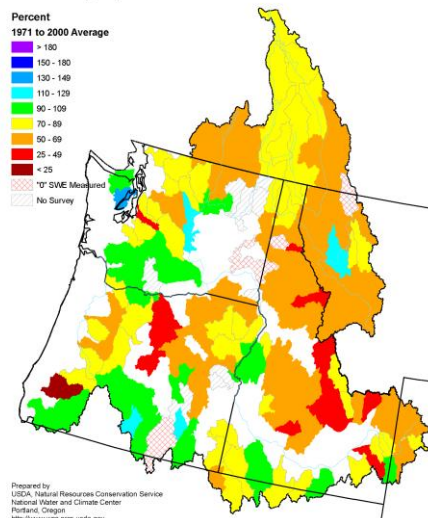 Percent
1971 to 2000 Average
> 180
150 - 180
130 - 149
110 - 129
90 - 109
70 - 89
50 - 69
25 - 49
< 25
"0" SWE Measured
No Survey
Prepared by
USDA, Natural Resources Conservation Service
National Water and Climate Center
Portland, Oregon